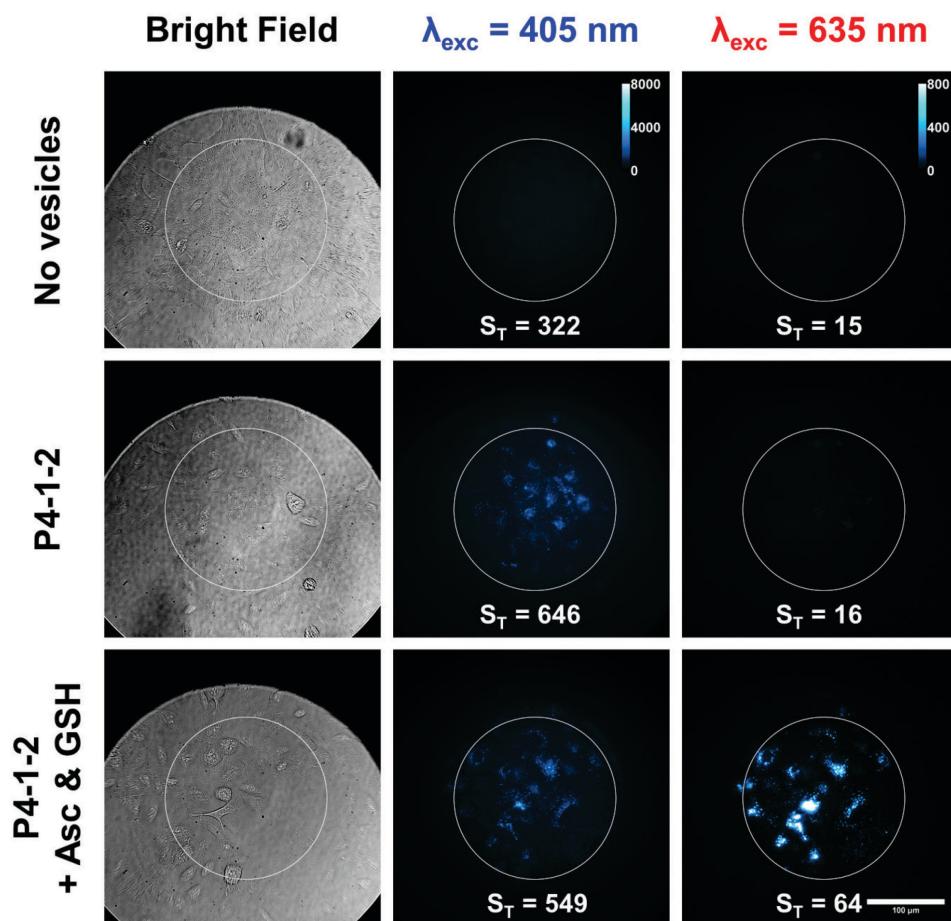 Bright Field
λexc = 405 nm
λexc = 635 nm
No vesicles
8000
4000
0
800
400
0
ST = 322
ST = 15
P4-1-2
ST = 646
ST = 16
P4-1-2
+ Asc & GSH
ST = 549
ST = 64
100 µm